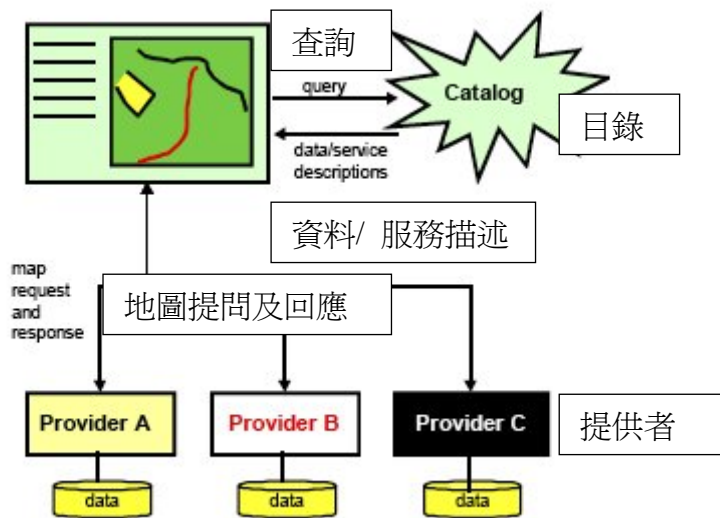 查詢
query
Catalog
目錄
data/service
descriptions
資料/ 服務描述
map
request
and
response
地圖提問及回應
Provider A
Provider B
Provider C
提供者
data
data
data